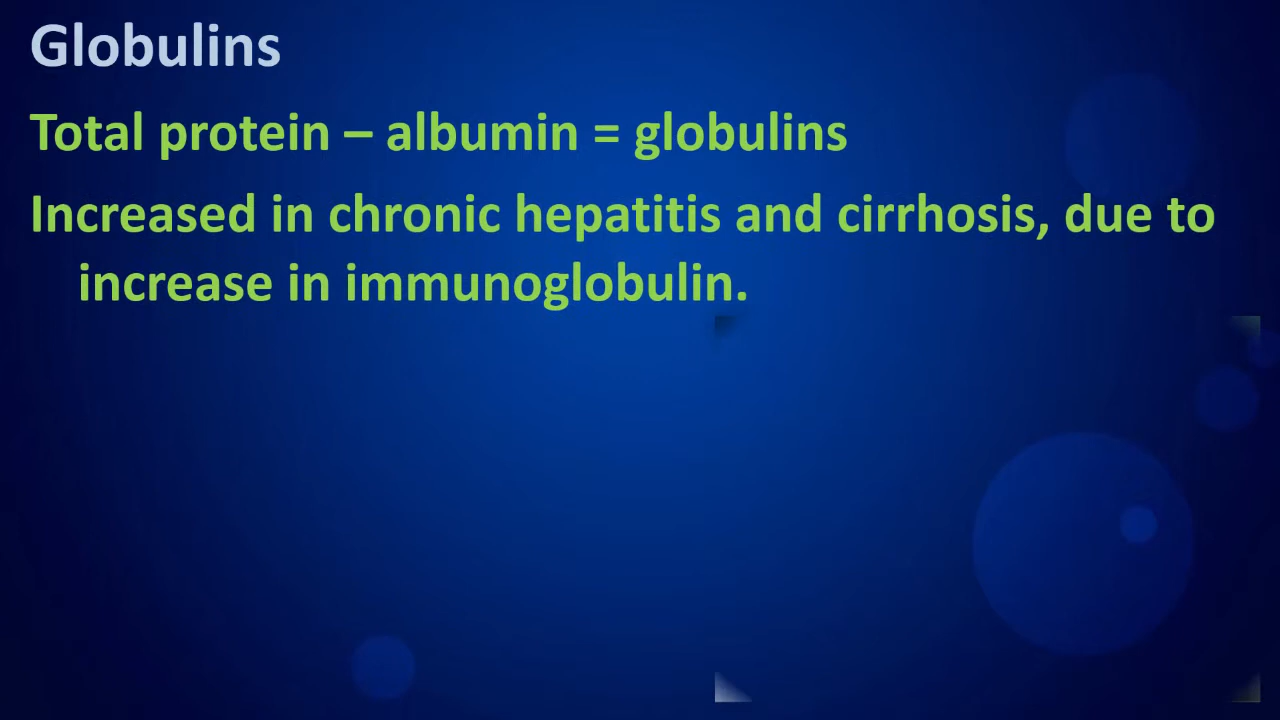 Globulins
Total protein – albumin = globulins
Increased in chronic hepatitis and cirrhosis, due to
increase in immunoglobulin.